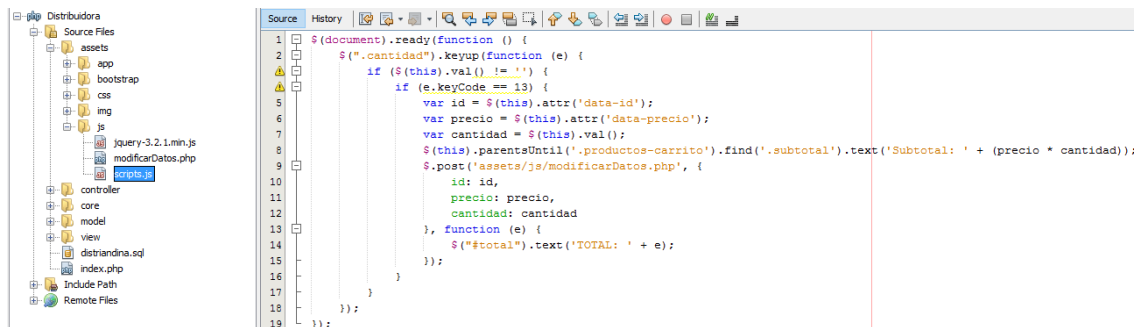 Distribuidora
Source Files
assets
app
bootstrap
css
img
js
jquery-3.2.1.min.js
modificarDatos.php
scripts.js
controller
core
model
view
distriandina.sql
index.php
Include Path
Remote Files
Source History
1 $(document).ready(function () {
2 $(".cantidad").keyup(function (e) {
if ($(this).val() != '') {
if (e.keyCode == 13) {
5 var id = $(this).attr('data-id');
6 var precio = $(this).attr('data-precio');
7 var cantidad = $(this).val();
8 $(this).parentsUntil('.productos-carrito').find('.subtotal').text('Subtotal: ' + (precio * cantidad));
9 $.post('assets/js/modificarDatos.php', {
10 id: id,
11 precio: precio,
12 cantidad: cantidad
13 }, function (e) {
14 $("#total").text('TOTAL: ' + e);
15 });
16 }
17 }
18 });
19 });